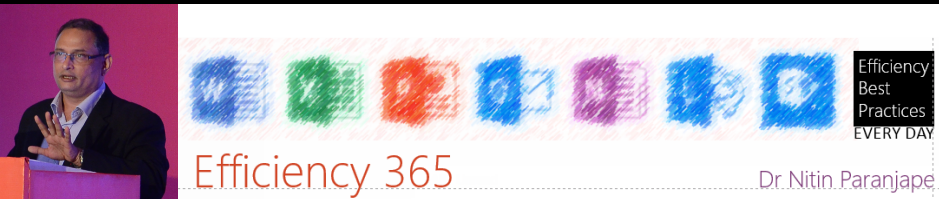 W X P O N L S
Efficiency
Best
Practices
EVERY DAY
Efficiency 365
Dr Nitin Paranjape